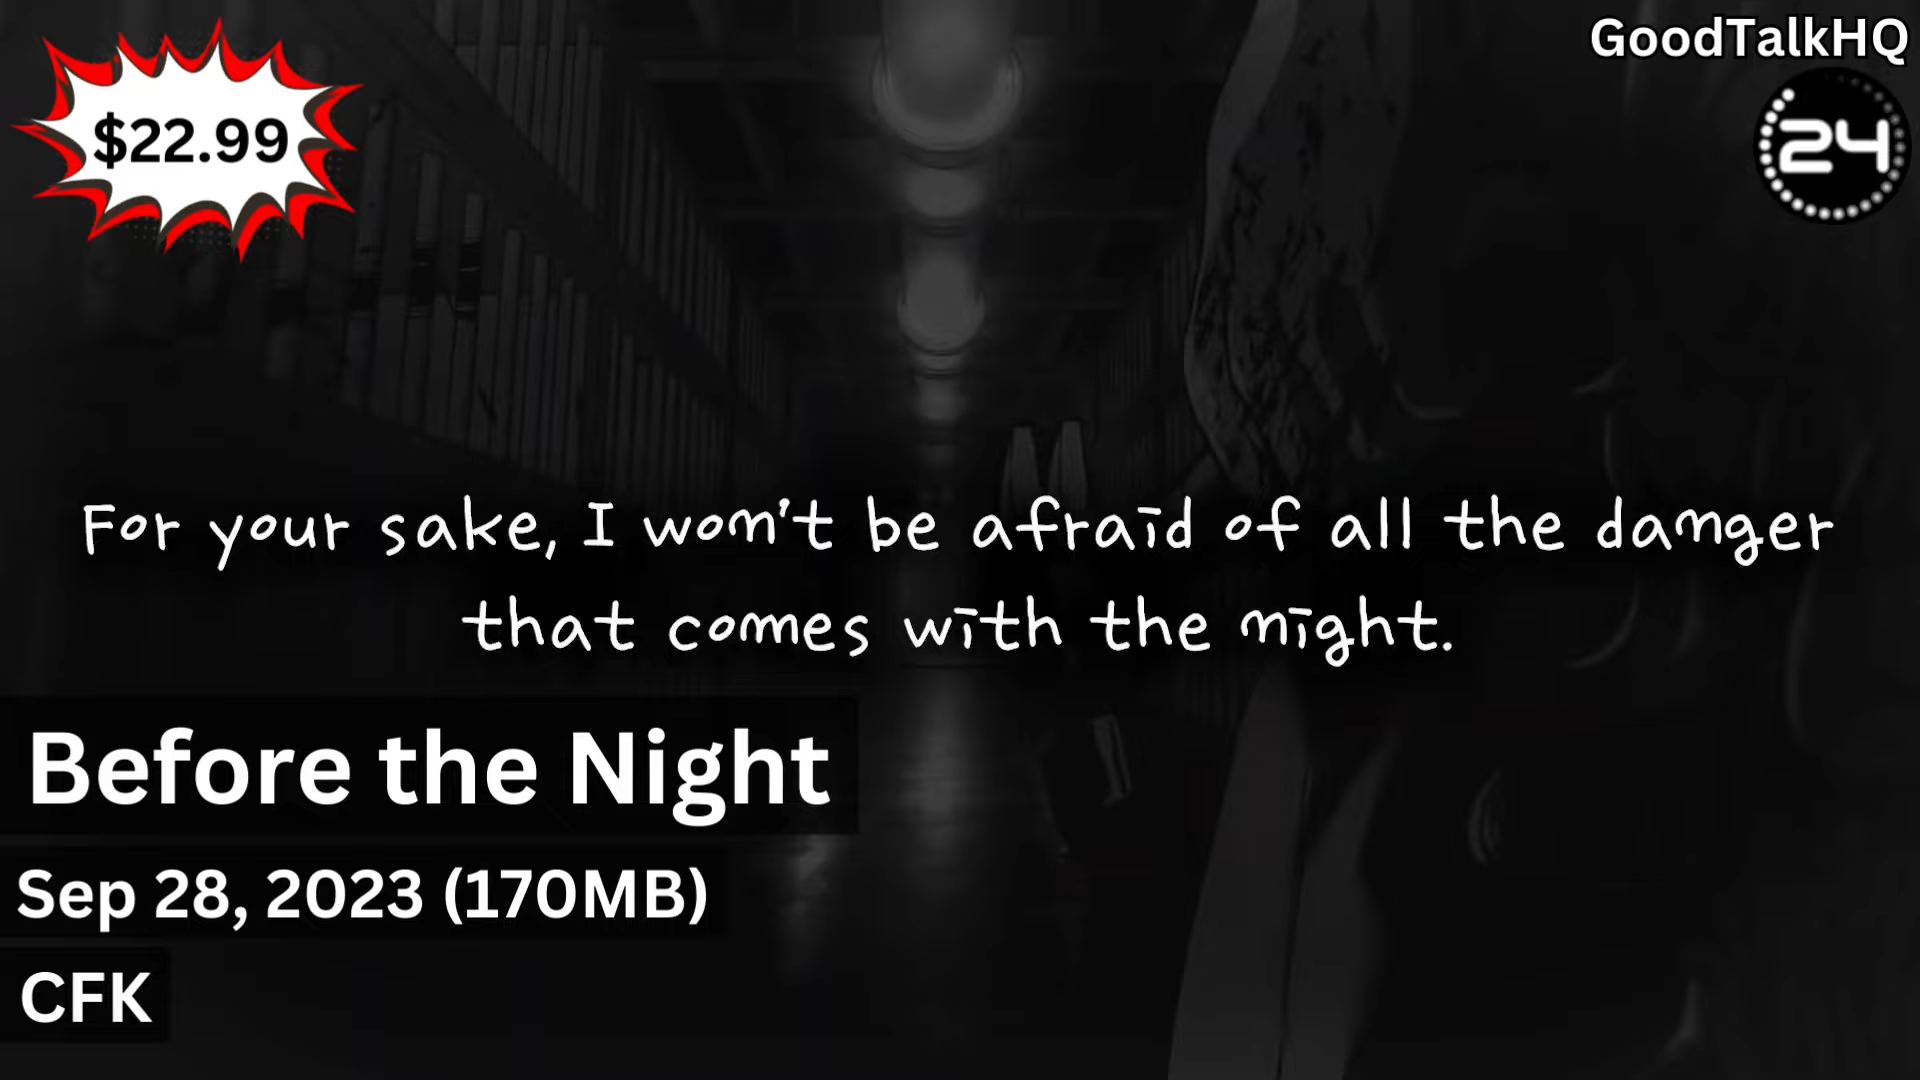 GoodTalkHQ
$22.99
24
For your sake, I won't be afraid of all the danger
that comes with the night.
Before the Night
Sep 28, 2023 (170MB)
CFK